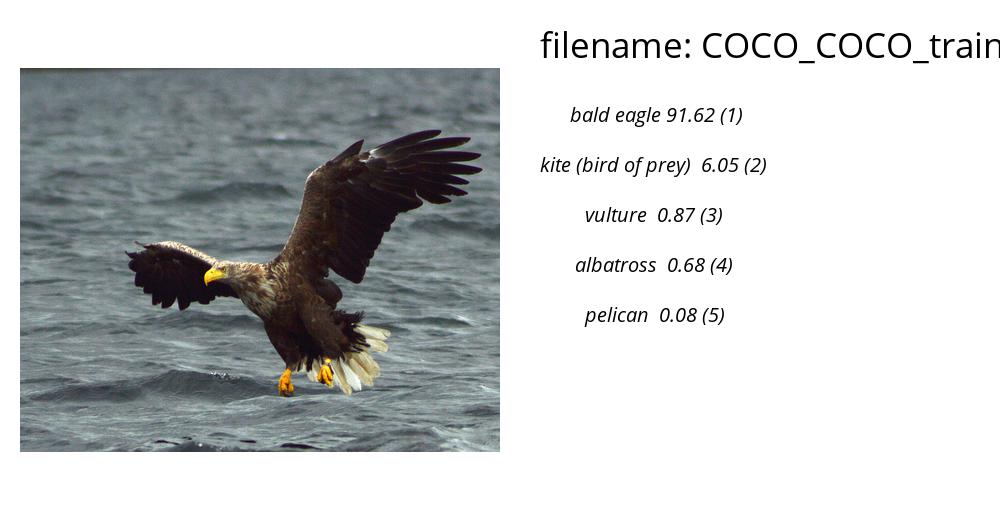 filename: COCO_COCO_train
bald eagle 91.62 (1)
kite (bird of prey) 6.05 (2)
vulture 0.87 (3)
albatross 0.68 (4)
pelican 0.08 (5)